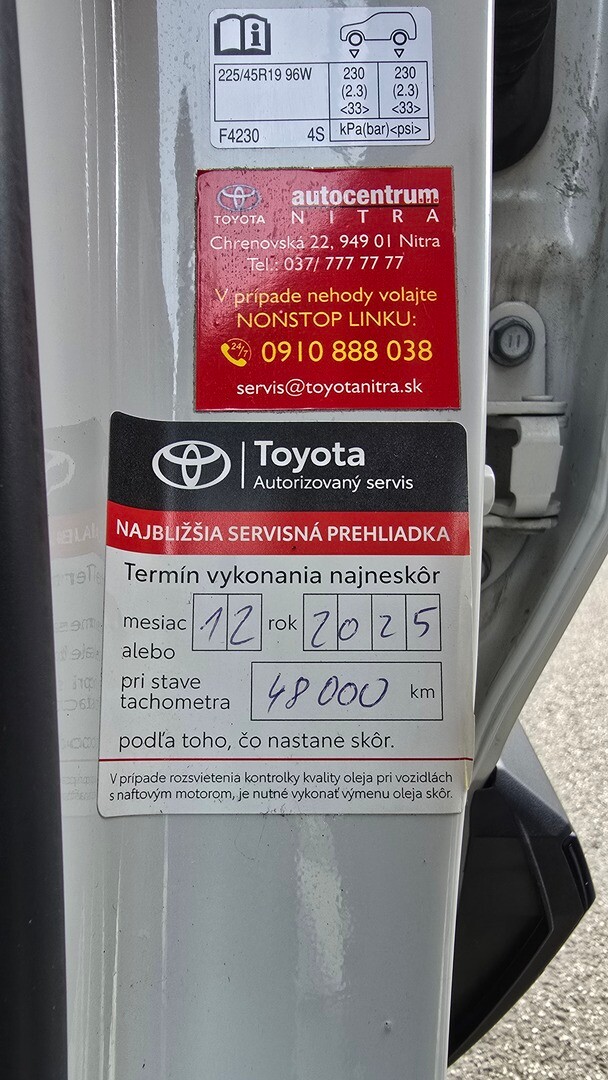 225/45R19 96W 230 230
(2.3) (2.3)
<33> <33>
F4230 4S kPa(bar)<psi>
TOYOTA autocentrum...
NITRA
Chrenovská 22, 949 01 Nitra
Tel.: 037/ 777 77 77
V prípade nehody volajte
NONSTOP LINKU:
24/7 0910 888 038
servis@toyotanitra.sk
Toyota
Autorizovaný servis
NAJBLIŽŠIA SERVISNÁ PREHLIADKA
Termín vykonania najneskôr
mesiac 12 rok 2025
alebo
pri stave
tachometra 48 000 km
podľa toho, čo nastane skôr.
V prípade rozsvietenia kontrolky kvality oleja pri vozidlách
s naftovým motorom, je nutné vykonať výmenu oleja skôr.